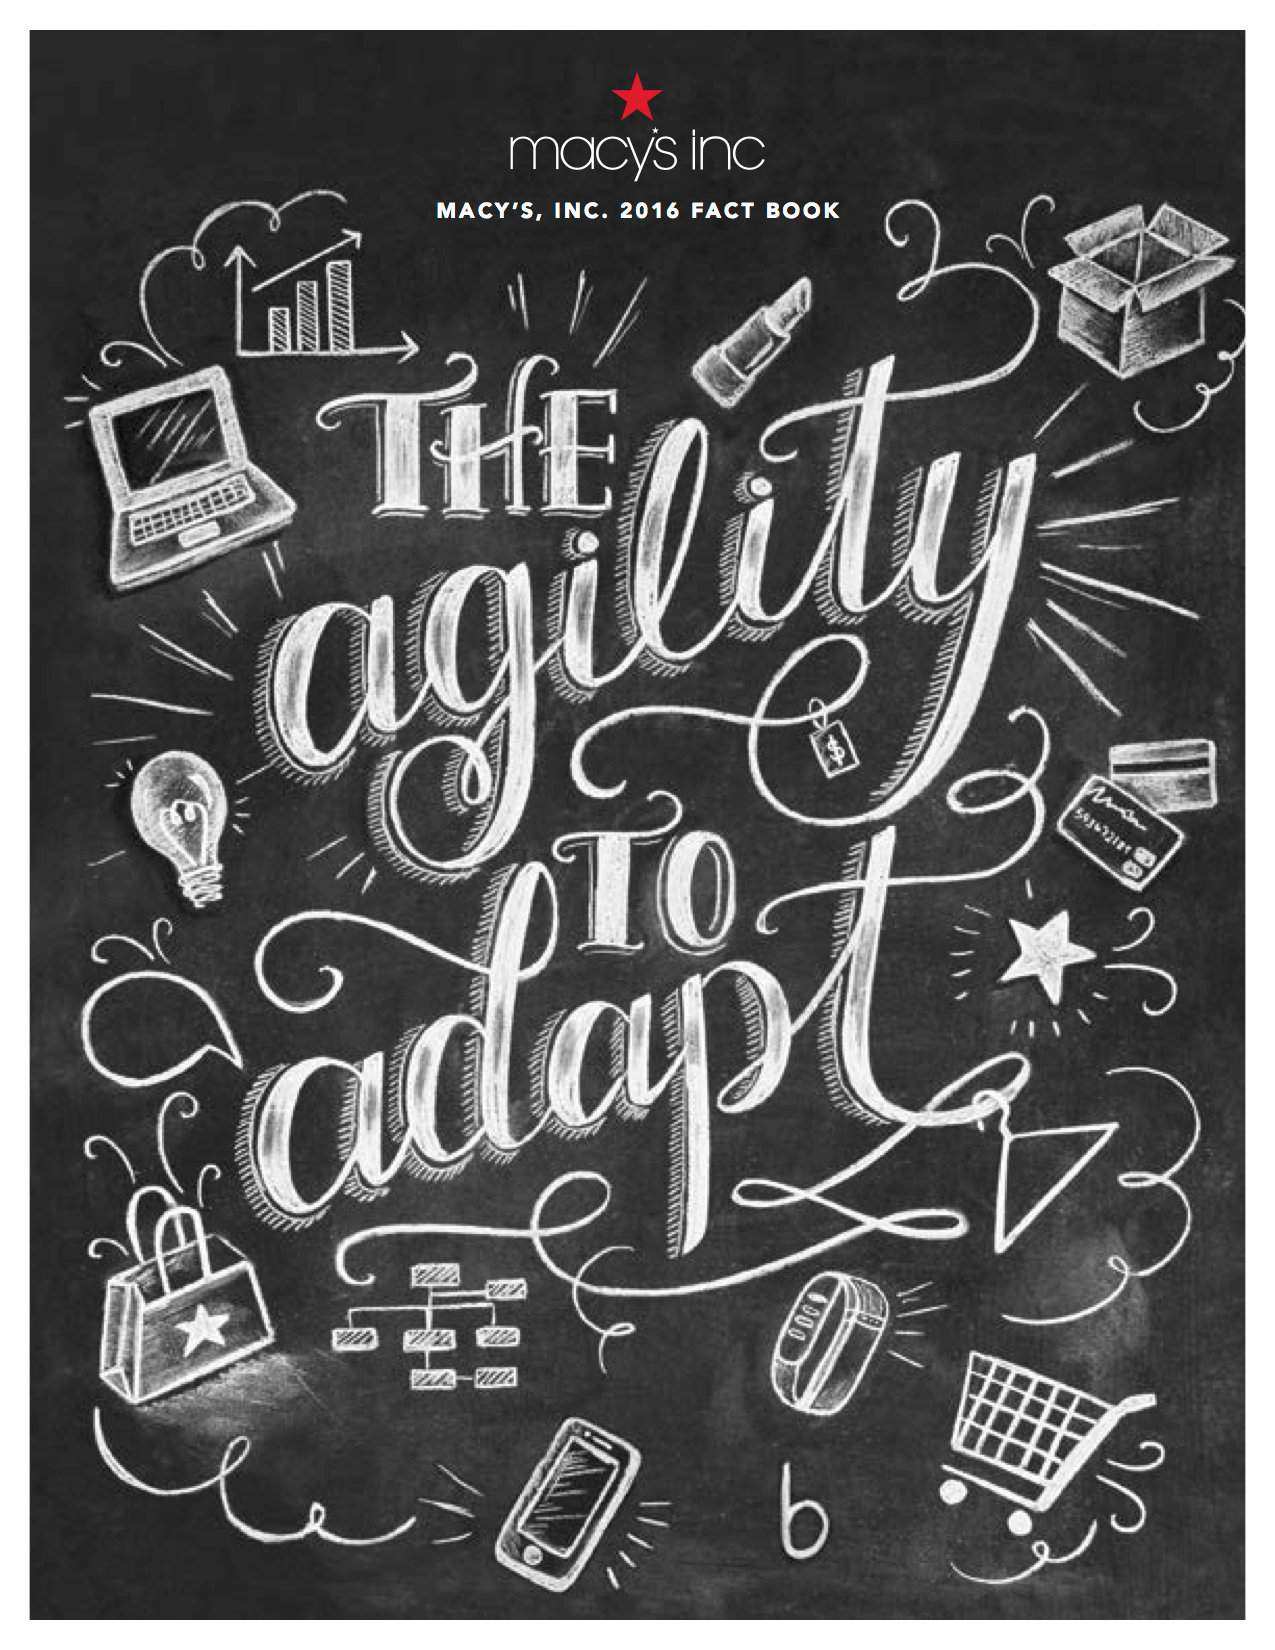 macy's inc
MACY'S, INC. 2016 FACT BOOK
THE
agility
$
TO
adapt
b